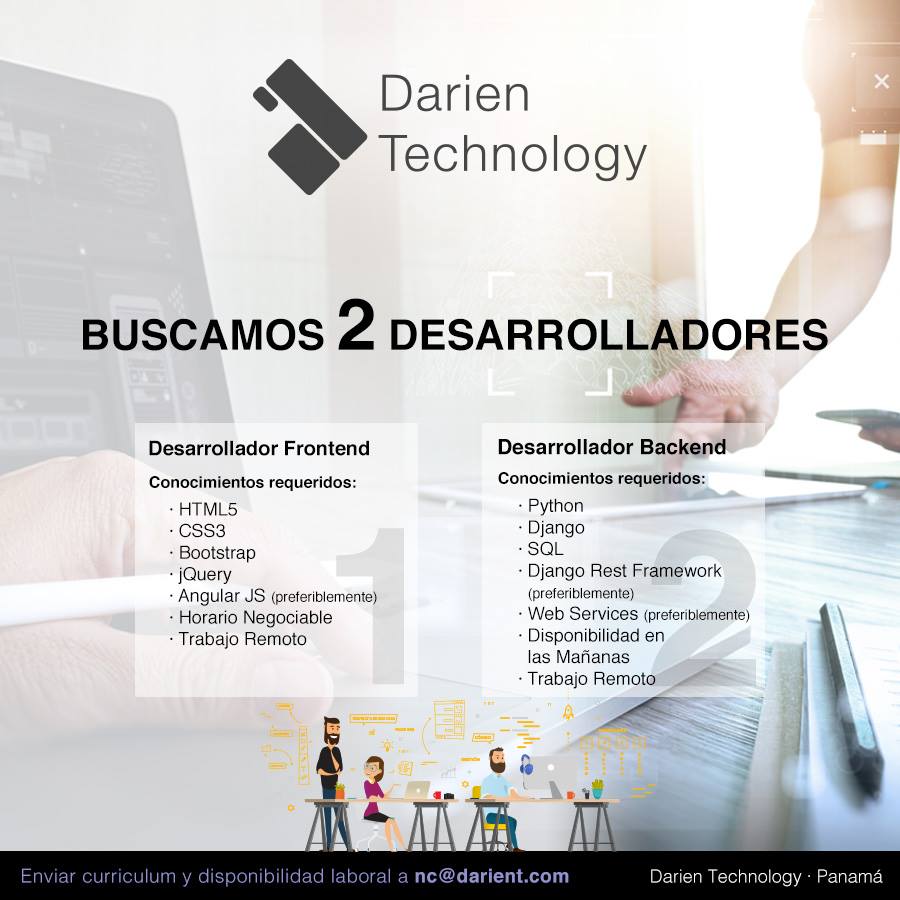 Darien
Technology
BUSCAMOS 2 DESARROLLADORES
Desarrollador Frontend
Conocimientos requeridos:
· HTML5
· CSS3
· Bootstrap
· jQuery
· Angular JS (preferiblemente)
· Horario Negociable
· Trabajo Remoto
1
Desarrollador Backend
Conocimientos requeridos:
· Python
· Django
· SQL
· Django Rest Framework
(preferiblemente)
· Web Services (preferiblemente)
· Disponibilidad en
las Mañanas
· Trabajo Remoto
2
Enviar curriculum y disponibilidad laboral a nc@darient.com
Darien Technology · Panamá